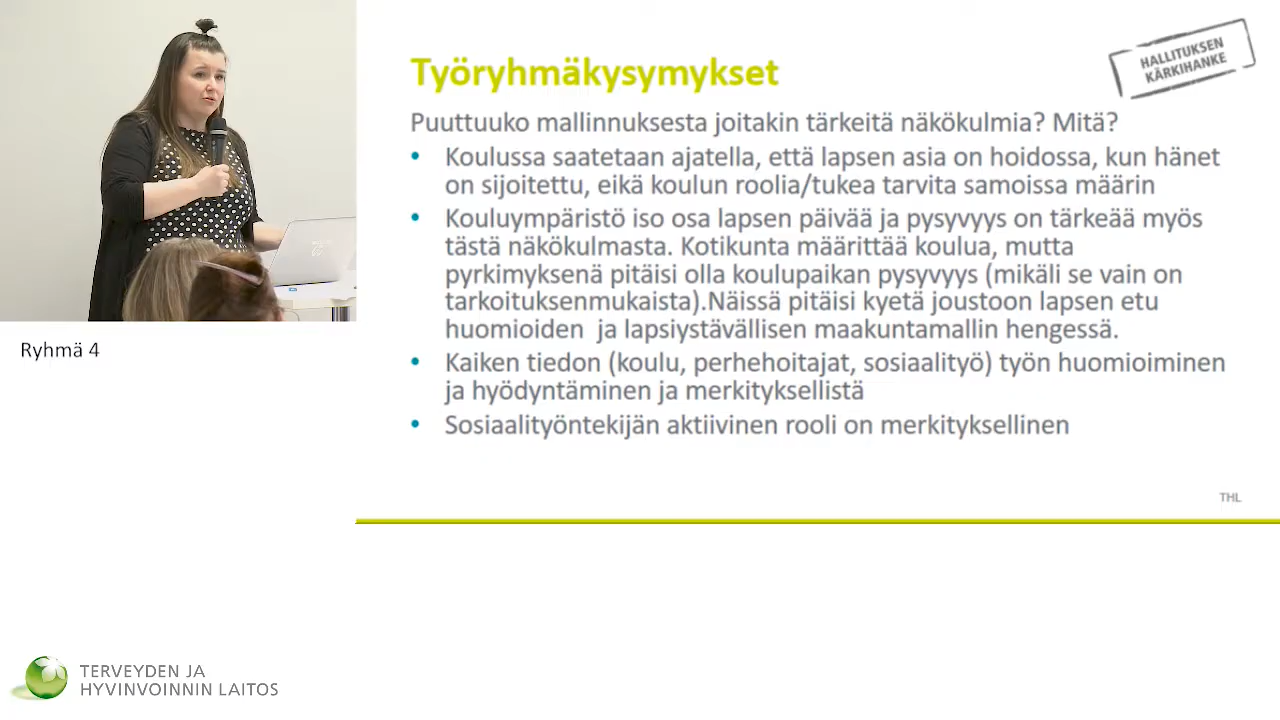 HALLITUKSEN
KÄRKIHANKE
Työryhmäkysymykset
Puuttuuko mallinnuksesta joitakin tärkeitä näkökulmia? Mitä?
• Koulussa saatetaan ajatella, että lapsen asia on hoidossa, kun hänet
on sijoitettu, eikä koulun roolia/tukea tarvita samoissa määrin
• Kouluympäristö iso osa lapsen päivää ja pysyvyys on tärkeää myös
tästä näkökulmasta. Kotikunta määrittää koulua, mutta
pyrkimyksenä pitäisi olla koulupaikan pysyvyys (mikäli se vain on
tarkoituksenmukaista).Näissä pitäisi kyetä joustoon lapsen etu
huomioiden ja lapsiystävällisen maakuntamallin hengessä.
• Kaiken tiedon (koulu, perhehoitajat, sosiaalityö) työn huomioiminen
ja hyödyntäminen ja merkityksellistä
• Sosiaalityöntekijän aktiivinen rooli on merkityksellinen
THL
Ryhmä 4
TERVEYDEN JA
HYVINVOINNIN LAITOS